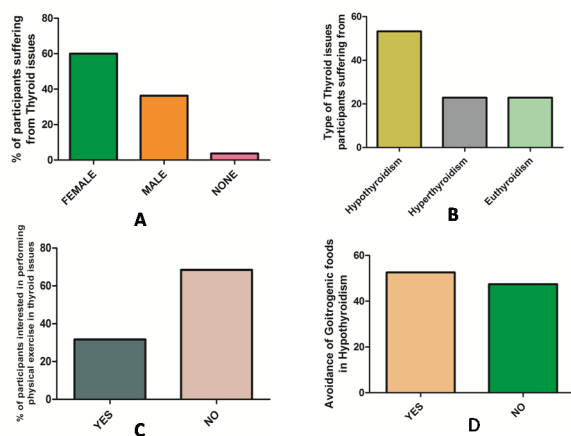 % of participants suffering
from Thyroid issues
80
60
40
20
0
FEMALE
MALE
NONE
A
Type of Thyroid issues
participants suffering from
60
40
20
0
Hypothyroidism
Hyperthyroidism
Euthyroidism
B
% of participants interested in performing
physical exercise in thyroid issues
80
60
40
20
0
YES
NO
C
Avoidance of Goitrogenic foods
in Hypothyroidism
60
40
20
0
YES
NO
D